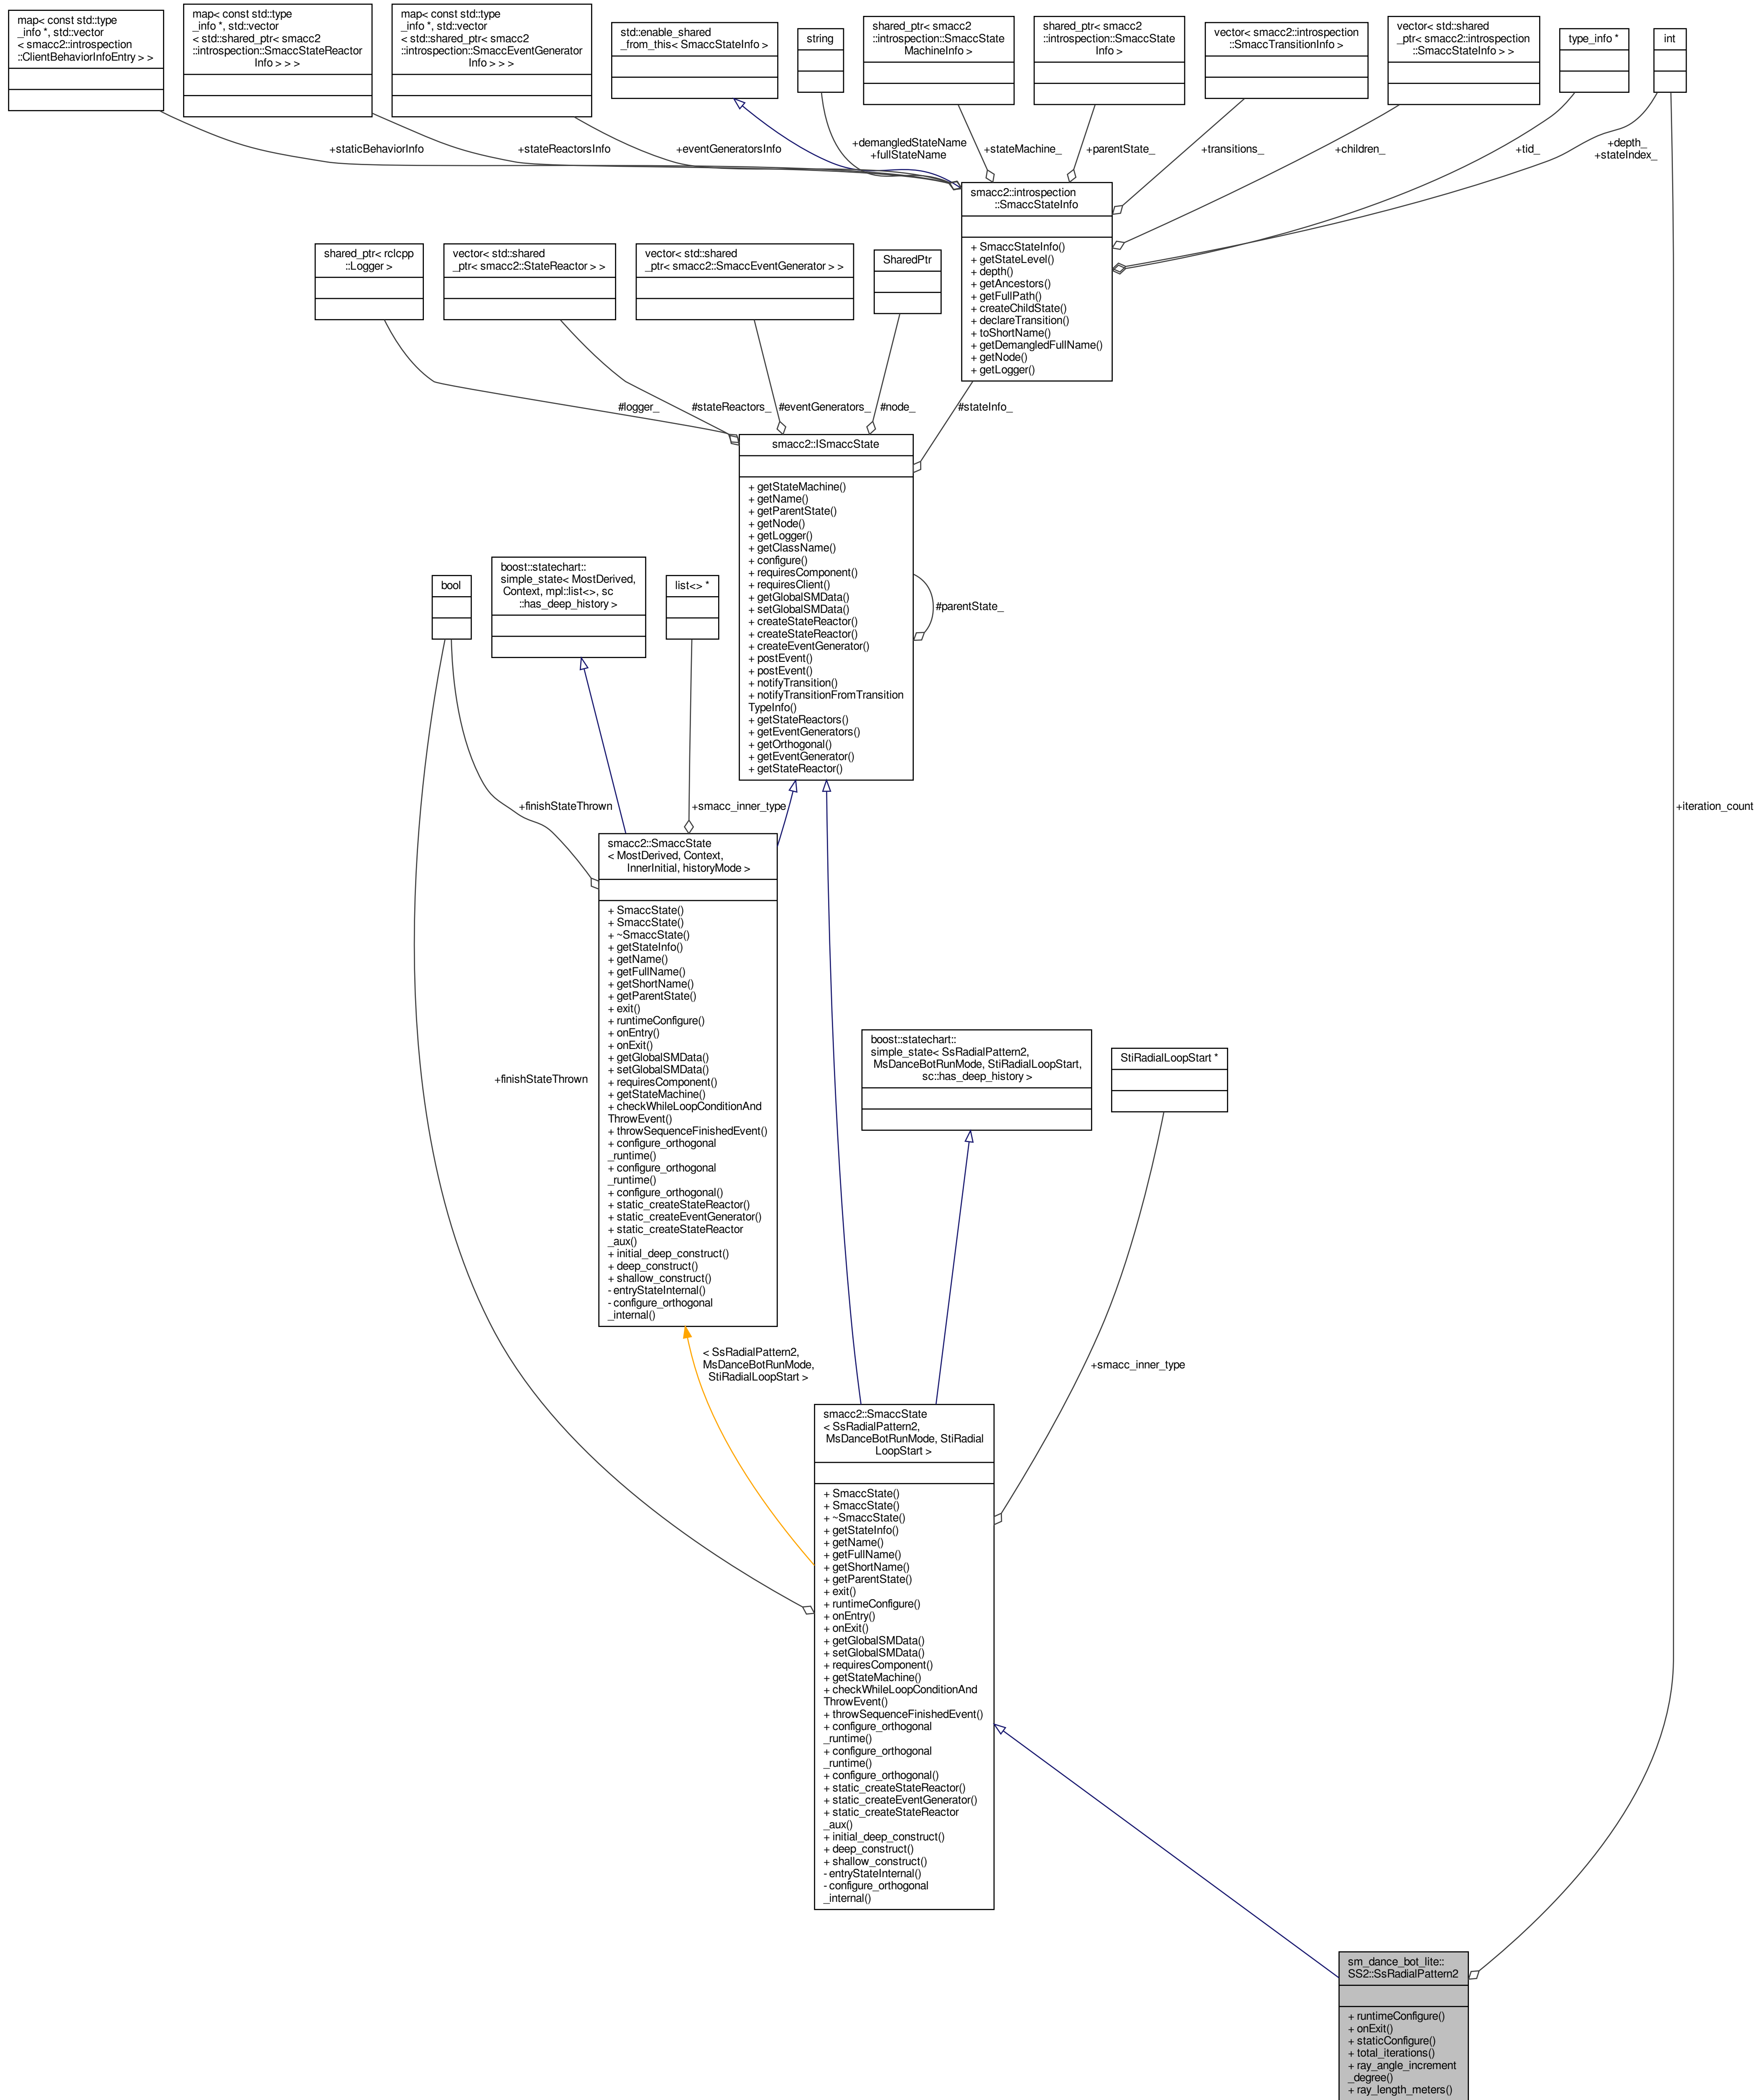 map< const std::type
_info *, std::vector
< smacc2::introspection
::ClientBehaviorInfoEntry > >
map< const std::type
_info *, std::vector
< std::shared_ptr< smacc2
::introspection::SmaccStateReactor
Info > > >
map< const std::type
_info *, std::vector
< std::shared_ptr< smacc2
::introspection::SmaccEventGenerator
Info > > >
std::enable_shared
_from_this< SmaccStateInfo >
string
shared_ptr< smacc2
::introspection::SmaccState
MachineInfo >
shared_ptr< smacc2
::introspection::SmaccState
Info >
vector< smacc2::introspection
::SmaccTransitionInfo >
vector< std::shared
_ptr< smacc2::introspection
::SmaccStateInfo > >
type_info *
int
+staticBehaviorInfo
+stateReactorsInfo
+eventGeneratorsInfo
+demangledStateName
+fullStateName
+stateMachine_
+parentState_
+transitions_
+children_
+tid_
+depth_
+stateIndex_
smacc2::introspection
::SmaccStateInfo
+ SmaccStateInfo()
+ getStateLevel()
+ depth()
+ getAncestors()
+ getFullPath()
+ createChildState()
+ declareTransition()
+ toShortName()
+ getDemangledFullName()
+ getNode()
+ getLogger()
shared_ptr< rclcpp
::Logger >
vector< std::shared
_ptr< smacc2::StateReactor > >
vector< std::shared
_ptr< smacc2::SmaccEventGenerator > >
SharedPtr
#logger_
#stateReactors_
#eventGenerators_
#node_
#stateInfo_
smacc2::ISmaccState
+ getStateMachine()
+ getName()
+ getParentState()
+ getNode()
+ getLogger()
+ getClassName()
+ configure()
+ requiresComponent()
+ requiresClient()
+ getGlobalSMData()
+ setGlobalSMData()
+ createStateReactor()
+ createStateReactor()
+ createEventGenerator()
+ postEvent()
+ postEvent()
+ notifyTransition()
+ notifyTransitionFromTransition
TypeInfo()
+ getStateReactors()
+ getEventGenerators()
+ getOrthogonal()
+ getEventGenerator()
+ getStateReactor()
#parentState_
bool
boost::statechart::
simple_state< MostDerived,
Context, mpl::list<>, sc
::has_deep_history >
list<> *
+finishStateThrown
+smacc_inner_type
+iteration_count
smacc2::SmaccState
< MostDerived, Context,
InnerInitial, historyMode >
+ SmaccState()
+ SmaccState()
+ ~SmaccState()
+ getStateInfo()
+ getName()
+ getFullName()
+ getShortName()
+ getParentState()
+ exit()
+ runtimeConfigure()
+ onEntry()
+ onExit()
+ getGlobalSMData()
+ setGlobalSMData()
+ requiresComponent()
+ getStateMachine()
+ checkWhileLoopConditionAnd
ThrowEvent()
+ throwSequenceFinishedEvent()
+ configure_orthogonal
_runtime()
+ configure_orthogonal
_runtime()
+ configure_orthogonal()
+ static_createStateReactor()
+ static_createEventGenerator()
+ static_createStateReactor
_aux()
+ initial_deep_construct()
+ deep_construct()
+ shallow_construct()
- entryStateInternal()
- configure_orthogonal
_internal()
+finishStateThrown
boost::statechart::
simple_state< SsRadialPattern2,
MsDanceBotRunMode, StiRadialLoopStart,
sc::has_deep_history >
StiRadialLoopStart *
< SsRadialPattern2,
MsDanceBotRunMode,
StiRadialLoopStart >
+smacc_inner_type
smacc2::SmaccState
< SsRadialPattern2,
MsDanceBotRunMode, StiRadial
LoopStart >
+ SmaccState()
+ SmaccState()
+ ~SmaccState()
+ getStateInfo()
+ getName()
+ getFullName()
+ getShortName()
+ getParentState()
+ exit()
+ runtimeConfigure()
+ onEntry()
+ onExit()
+ getGlobalSMData()
+ setGlobalSMData()
+ requiresComponent()
+ getStateMachine()
+ checkWhileLoopConditionAnd
ThrowEvent()
+ throwSequenceFinishedEvent()
+ configure_orthogonal
_runtime()
+ configure_orthogonal
_runtime()
+ configure_orthogonal()
+ static_createStateReactor()
+ static_createEventGenerator()
+ static_createStateReactor
_aux()
+ initial_deep_construct()
+ deep_construct()
+ shallow_construct()
- entryStateInternal()
- configure_orthogonal
_internal()
sm_dance_bot_lite::
SS2::SsRadialPattern2
+ runtimeConfigure()
+ onExit()
+ staticConfigure()
+ total_iterations()
+ ray_angle_increment
_degree()
+ ray_length_meters()